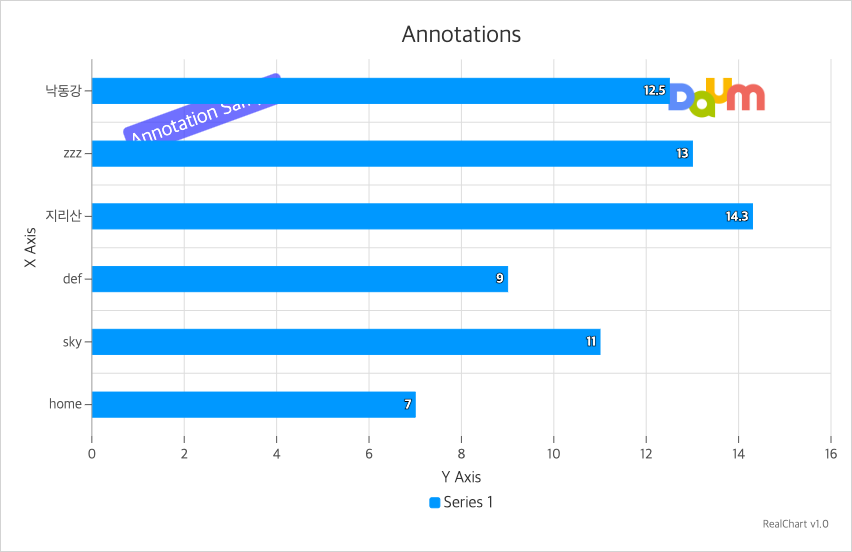 Annotations
낙동강
12.5
Daum
Annotation
zzz
13
지리산
14.3
X Axis
def
9
sky
11
home
7
0 2 4 6 8 10 12 14 16
Y Axis
Series 1
RealChart v1.0